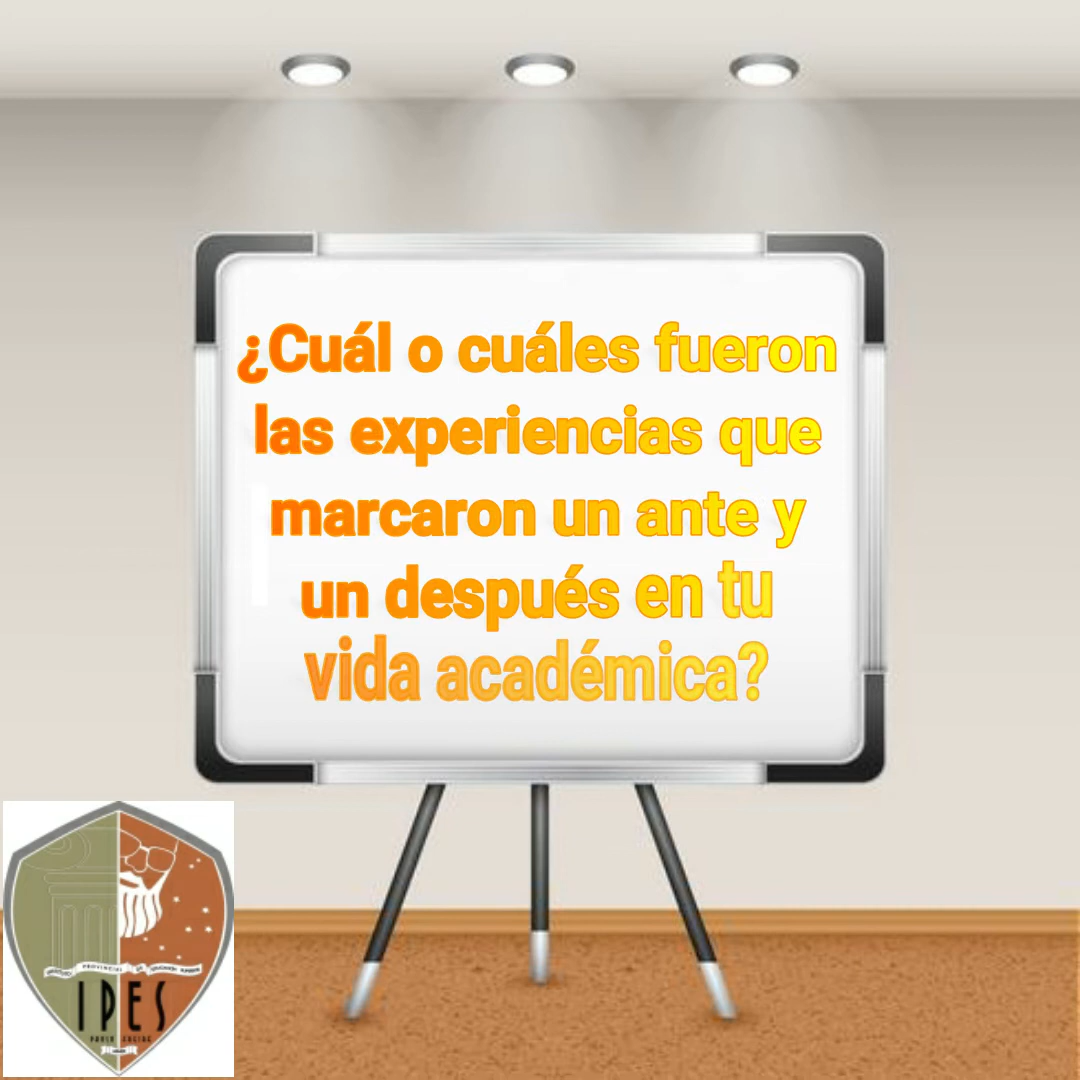 ¿Cuál o cuáles fueron
las experiencias que
marcaron un ante y
un después en tu
vida académica?
IPES